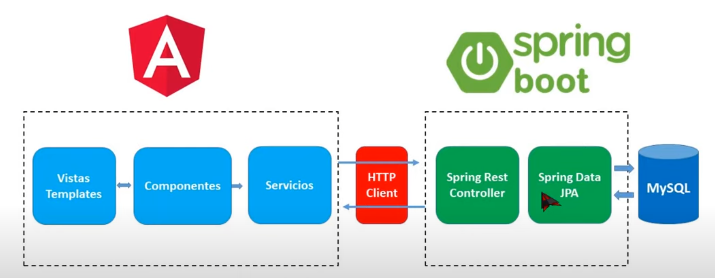 A
spring
boot
Vistas
Templates
Componentes
Servicios
HTTP
Client
Spring Rest
Controller
Spring Data
JPA
MySQL